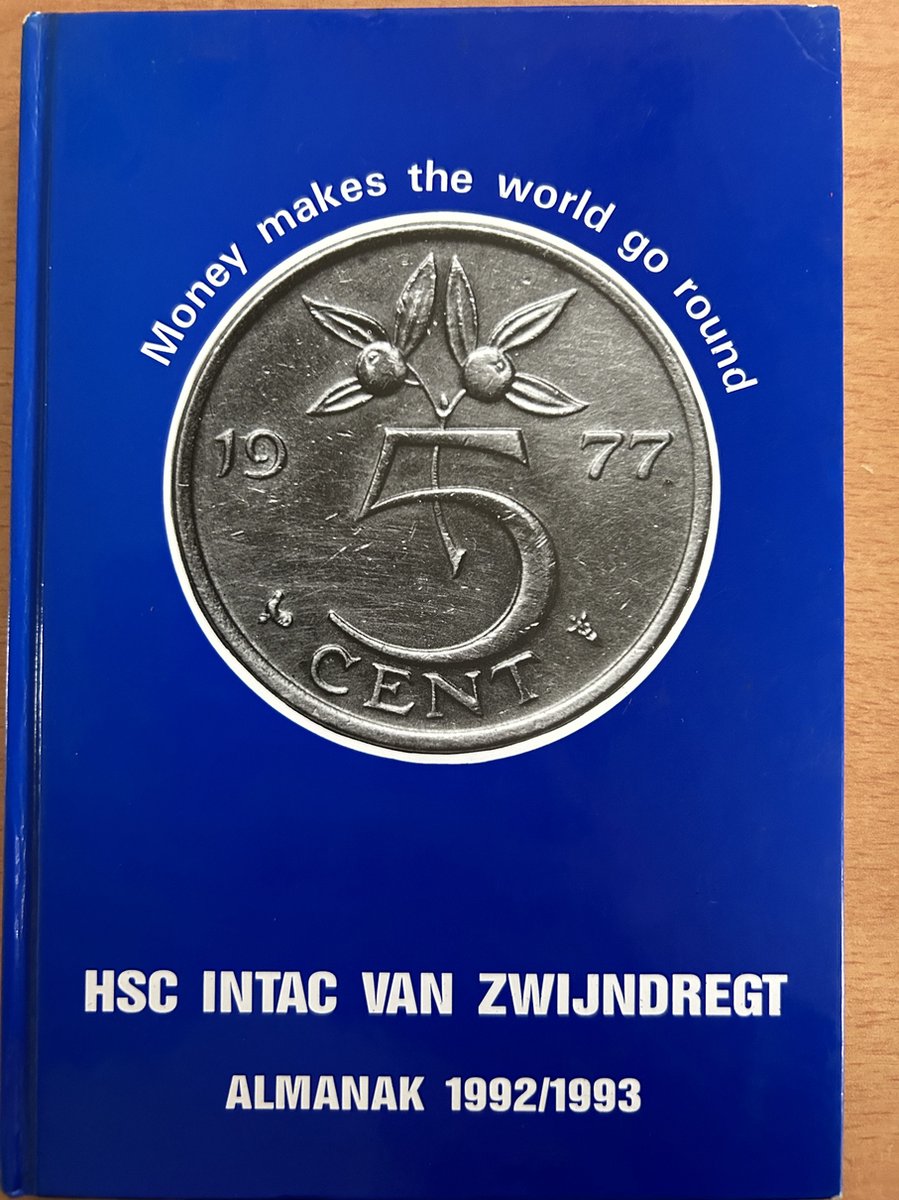 Money makes the world go round
19 77
5
CENT
HSC INTAC VAN ZWIJNDREGT
ALMANAK 1992/1993